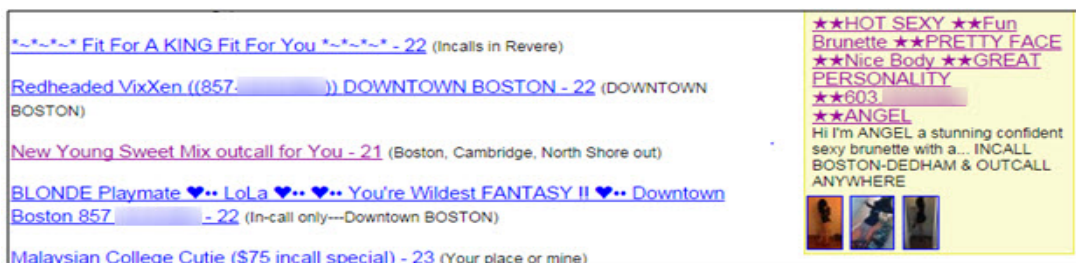 *~*~*~* Fit For A KING Fit For You *~*~*~* - 22 (Incalls in Revere)
Redheaded VixXen ((857- )) DOWNTOWN BOSTON - 22 (DOWNTOWN
BOSTON)
New Young Sweet Mix outcall for You - 21 (Boston, Cambridge, North Shore out)
BLONDE Playmate ♥•• LoLa ♥•• ♥•• You're Wildest FANTASY !! ♥•• Downtown
Boston 857 - 22 (In-call only---Downtown BOSTON)
Malaysian College Cutie ($75 incall special) - 23 (Your place or mine)
★★HOT SEXY ★★Fun
Brunette ★★PRETTY FACE
★★Nice Body ★★GREAT
PERSONALITY
★★603.
★★ANGEL
Hi I'm ANGEL a stunning confident
sexy brunette with a... INCALL
BOSTON-DEDHAM & OUTCALL
ANYWHERE